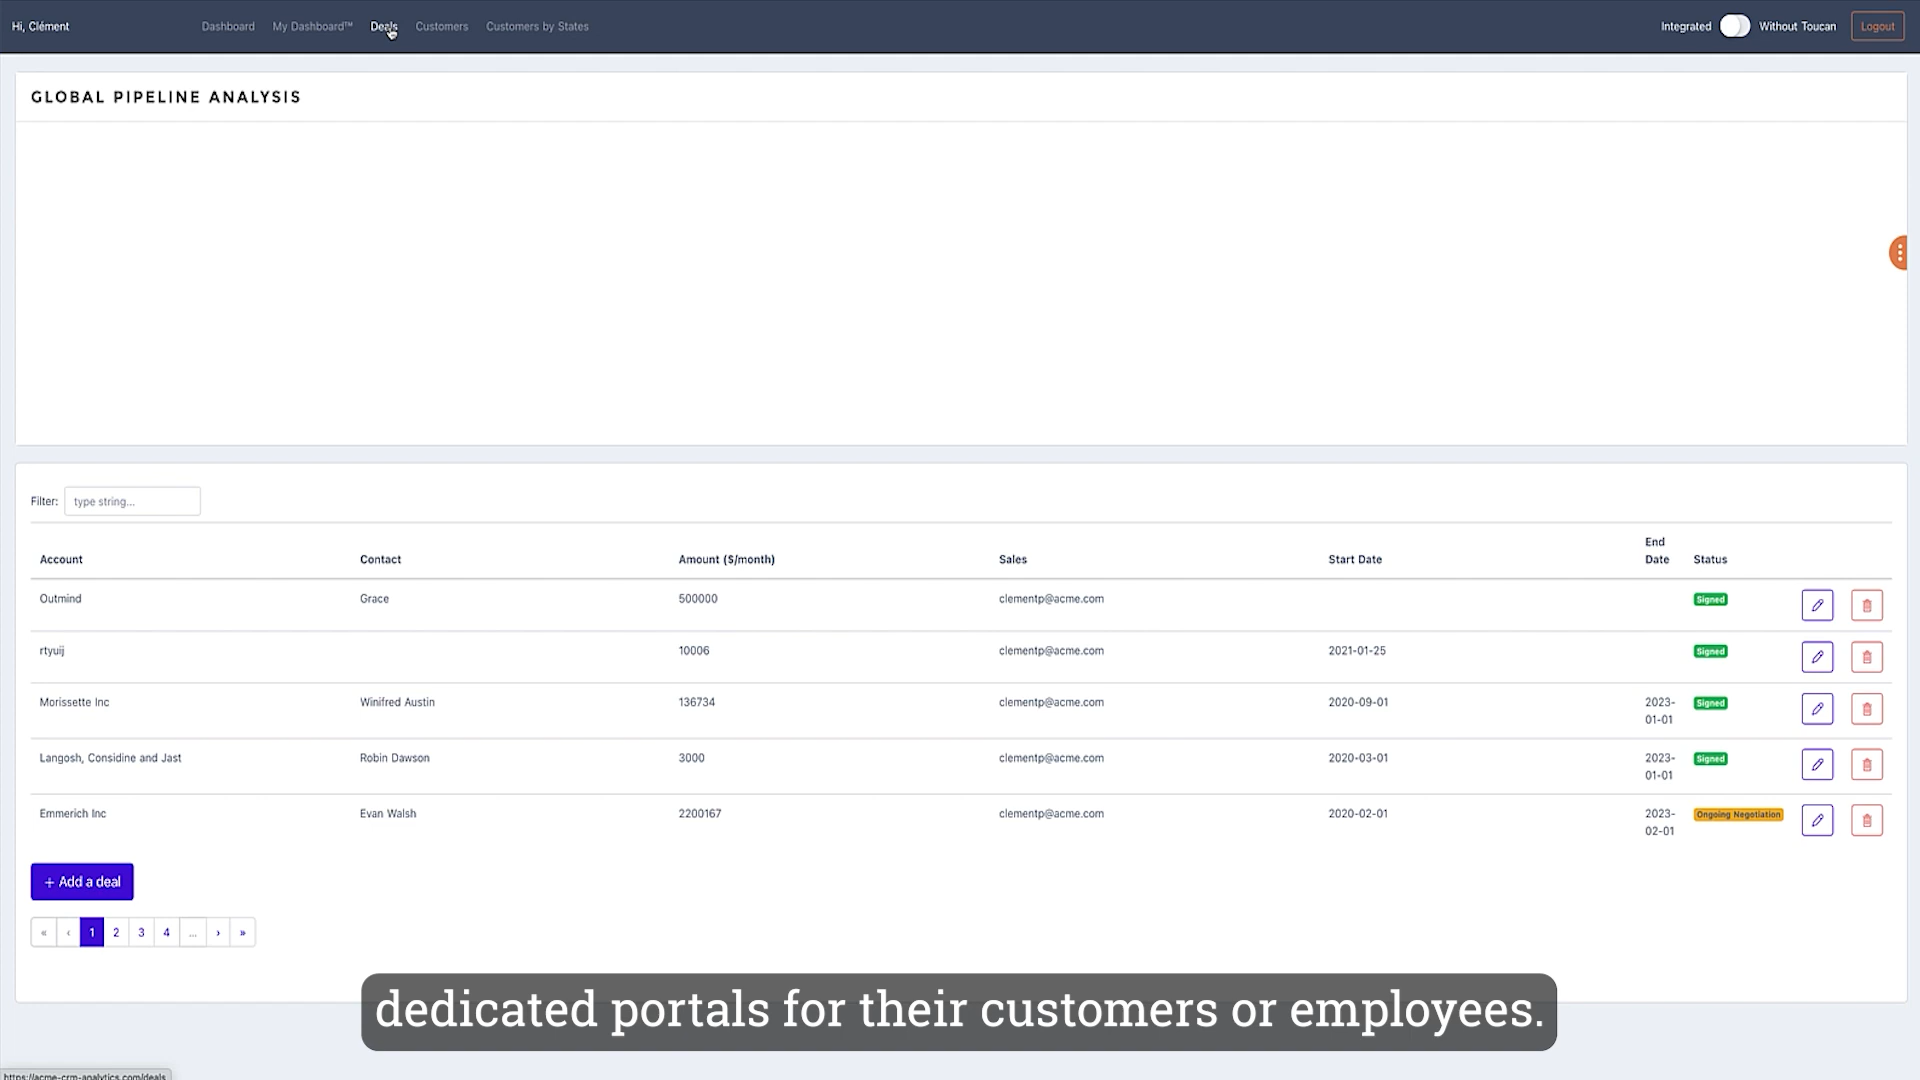 Hi, Clément
Dashboard My Dashboard™ Deals Customers Customers by States
Integrated Without Toucan Logout
GLOBAL PIPELINE ANALYSIS
Filter: type string...
Account Contact Amount ($/month) Sales Start Date End Date Status
Outmind Grace 500000 clementp@acme.com Signed
rtyuij 10006 clementp@acme.com 2021-01-25 Signed
Morissette Inc Winifred Austin 136734 clementp@acme.com 2020-09-01 2023-01-01 Signed
Langosh, Considine and Jast Robin Dawson 3000 clementp@acme.com 2020-03-01 2023-01-01 Signed
Emmerich Inc Evan Walsh 2200167 clementp@acme.com 2020-02-01 2023-02-01 Ongoing Negotiation
+ Add a deal
« ‹ 1 2 3 4 ... › »
dedicated portals for their customers or employees.
https://acme-crm-analytics.com/deals